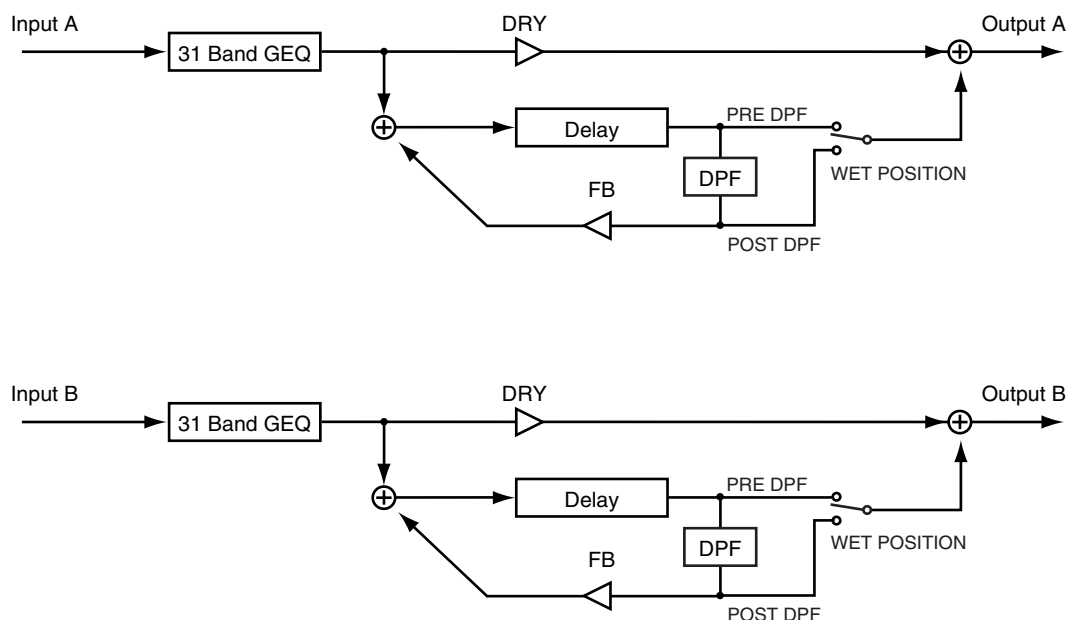 Input A
DRY
Output A
31 Band GEQ
Delay
PRE DPF
DPF
WET POSITION
FB
POST DPF
Input B
DRY
Output B
31 Band GEQ
Delay
PRE DPF
DPF
WET POSITION
FB
POST DPF